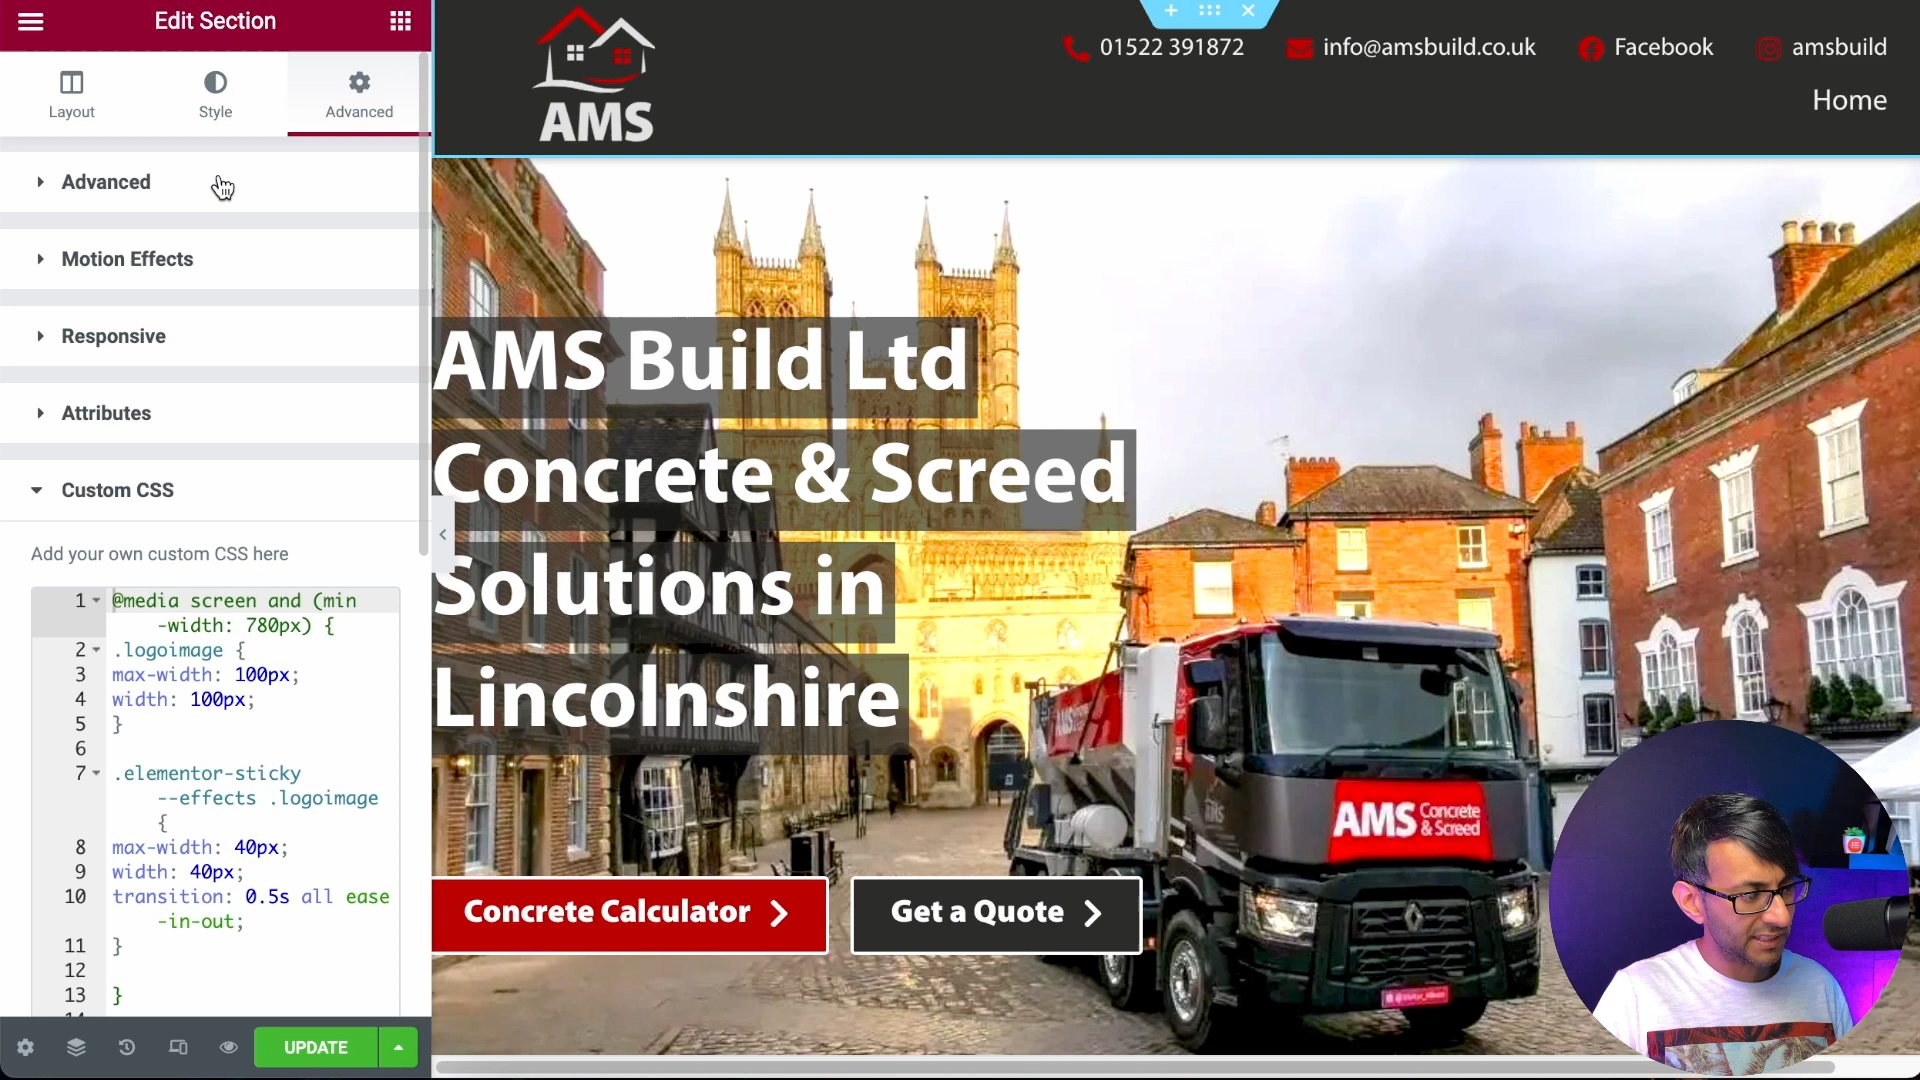 Edit Section
Layout
Style
Advanced
Advanced
Motion Effects
Responsive
Attributes
Custom CSS
Add your own custom CSS here
1 @media screen and (min
-width: 780px) {
2 .logoimage {
3 max-width: 100px;
4 width: 100px;
5 }
6
7 .elementor-sticky
--effects .logoimage
{
8 max-width: 40px;
9 width: 40px;
10 transition: 0.5s all ease
-in-out;
11 }
12
13 }
UPDATE
AMS
01522 391872
info@amsbuild.co.uk
Facebook
amsbuild
Home
AMS Build Ltd
Concrete & Screed
Solutions in
Lincolnshire
Concrete Calculator
Get a Quote
AMS Concrete
& Screed